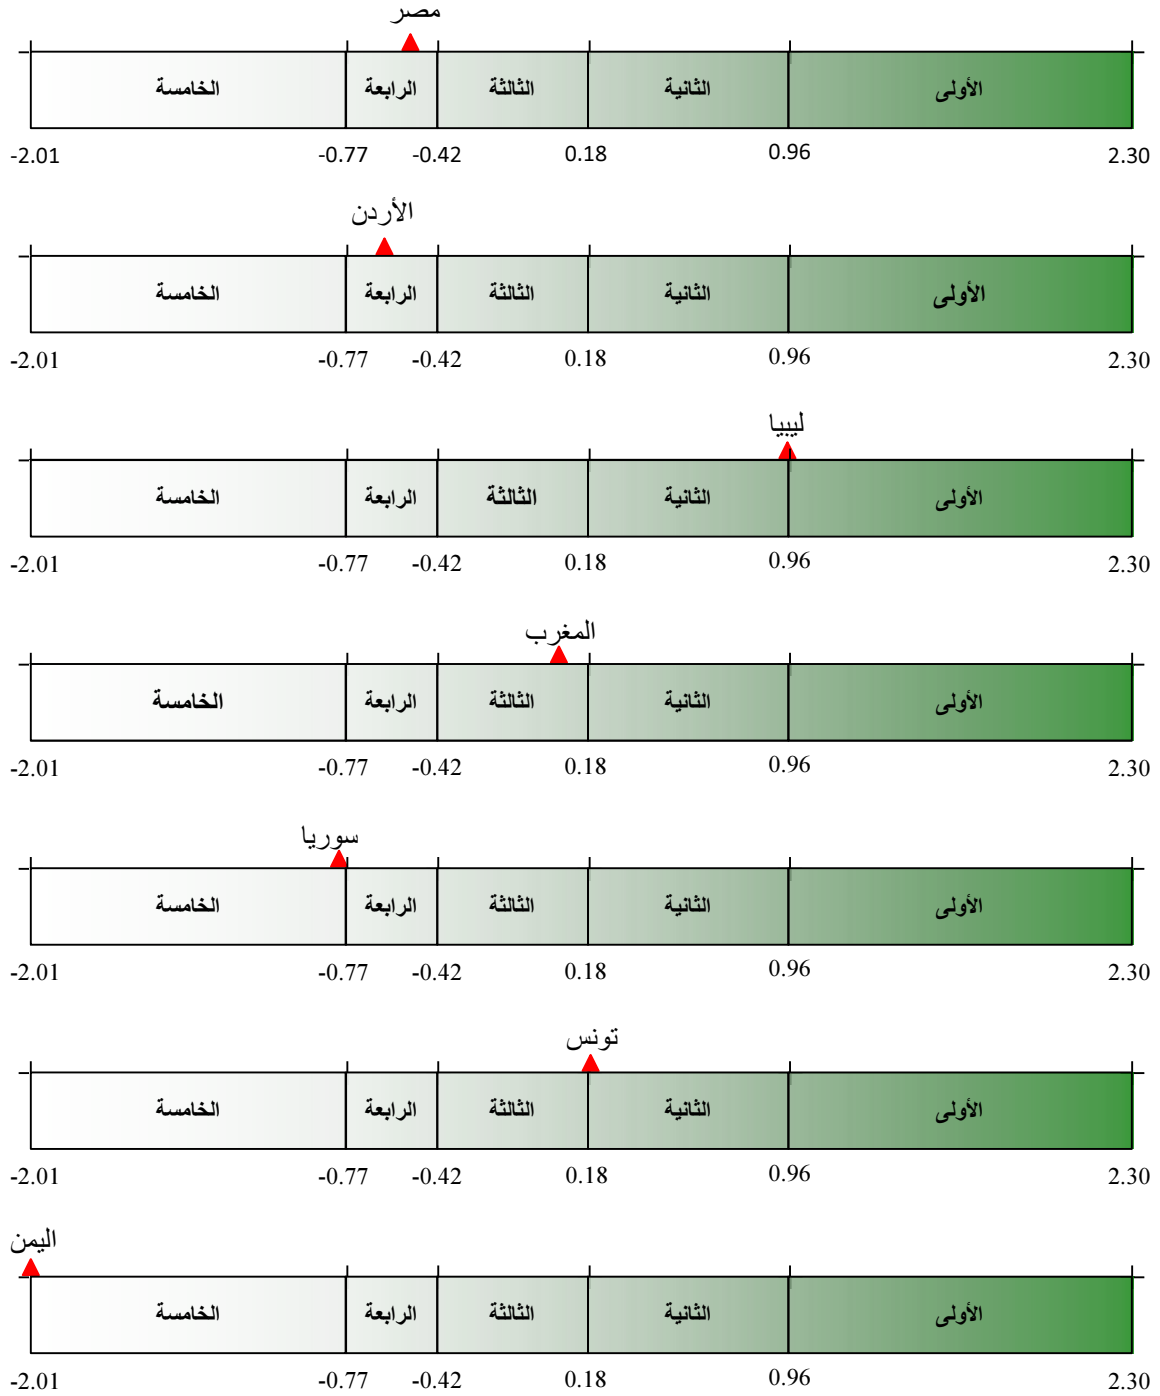 مصر
الخامسة الرابعة الثالثة الثانية الأولى
-2.01 -0.77 -0.42 0.18 0.96 2.30
الأردن
الخامسة الرابعة الثالثة الثانية الأولى
-2.01 -0.77 -0.42 0.18 0.96 2.30
ليبيا
الخامسة الرابعة الثالثة الثانية الأولى
-2.01 -0.77 -0.42 0.18 0.96 2.30
المغرب
الخامسة الرابعة الثالثة الثانية الأولى
-2.01 -0.77 -0.42 0.18 0.96 2.30
سوريا
الخامسة الرابعة الثالثة الثانية الأولى
-2.01 -0.77 -0.42 0.18 0.96 2.30
تونس
الخامسة الرابعة الثالثة الثانية الأولى
-2.01 -0.77 -0.42 0.18 0.96 2.30
اليمن
الخامسة الرابعة الثالثة الثانية الأولى
-2.01 -0.77 -0.42 0.18 0.96 2.30